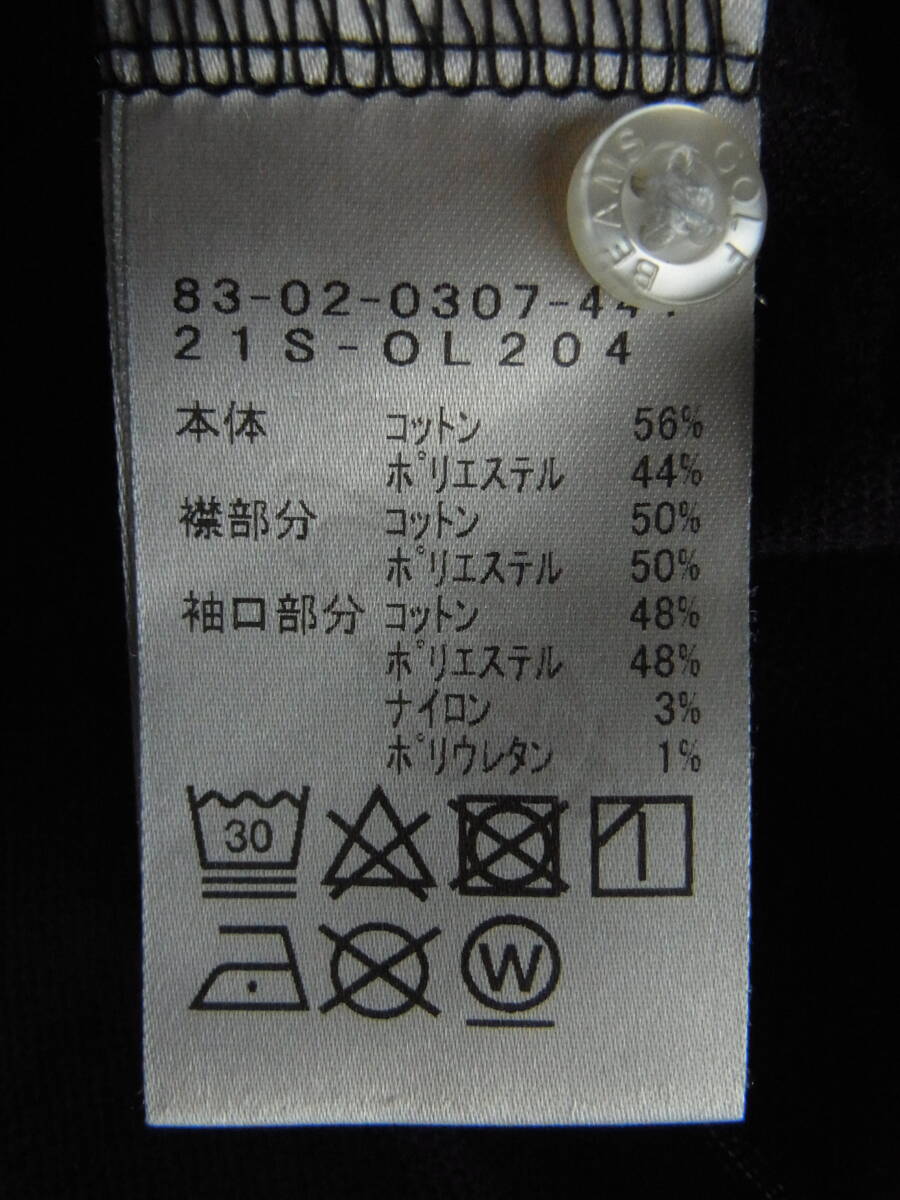 BEAMS GOLF
83-02-0307-44
21S-OL204
本体 コットン 56%
ポリエステル 44%
襟部分 コットン 50%
ポリエステル 50%
袖口部分 コットン 48%
ポリエステル 48%
ナイロン 3%
ポリウレタン 1%
30
W